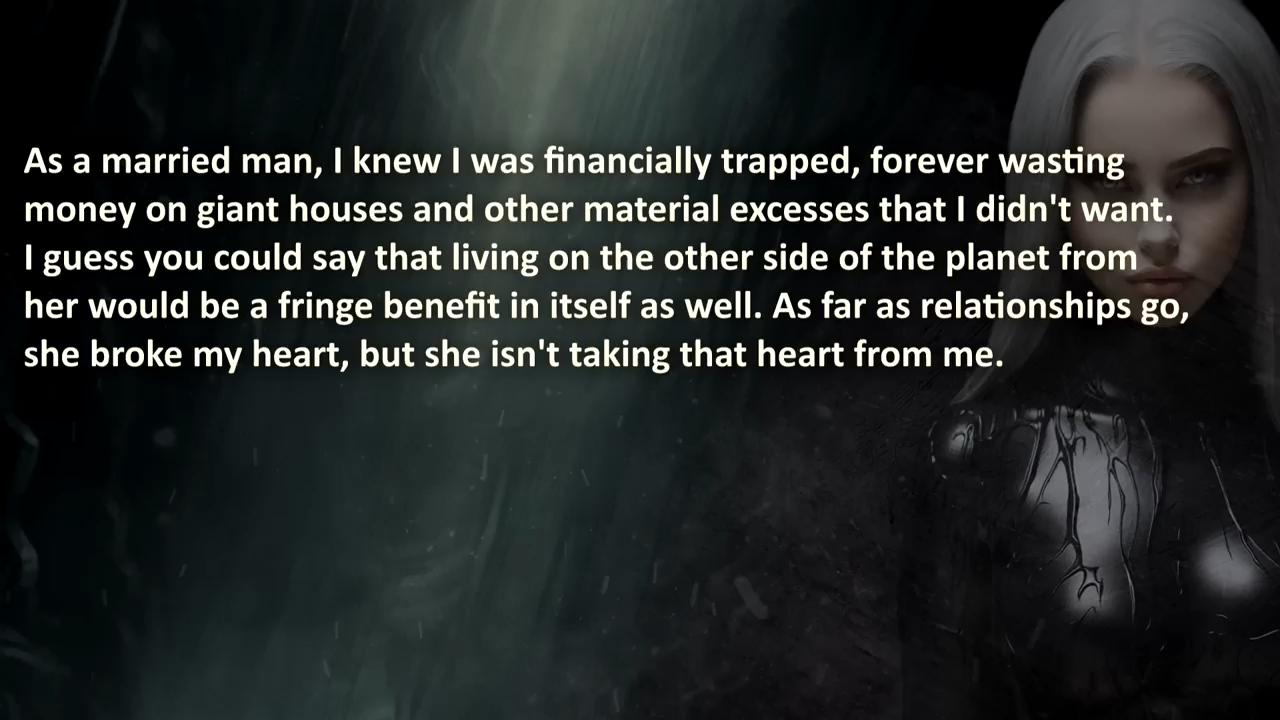 As a married man, I knew I was financially trapped, forever wasting
money on giant houses and other material excesses that I didn't want.
I guess you could say that living on the other side of the planet from
her would be a fringe benefit in itself as well. As far as relationships go,
she broke my heart, but she isn't taking that heart from me.